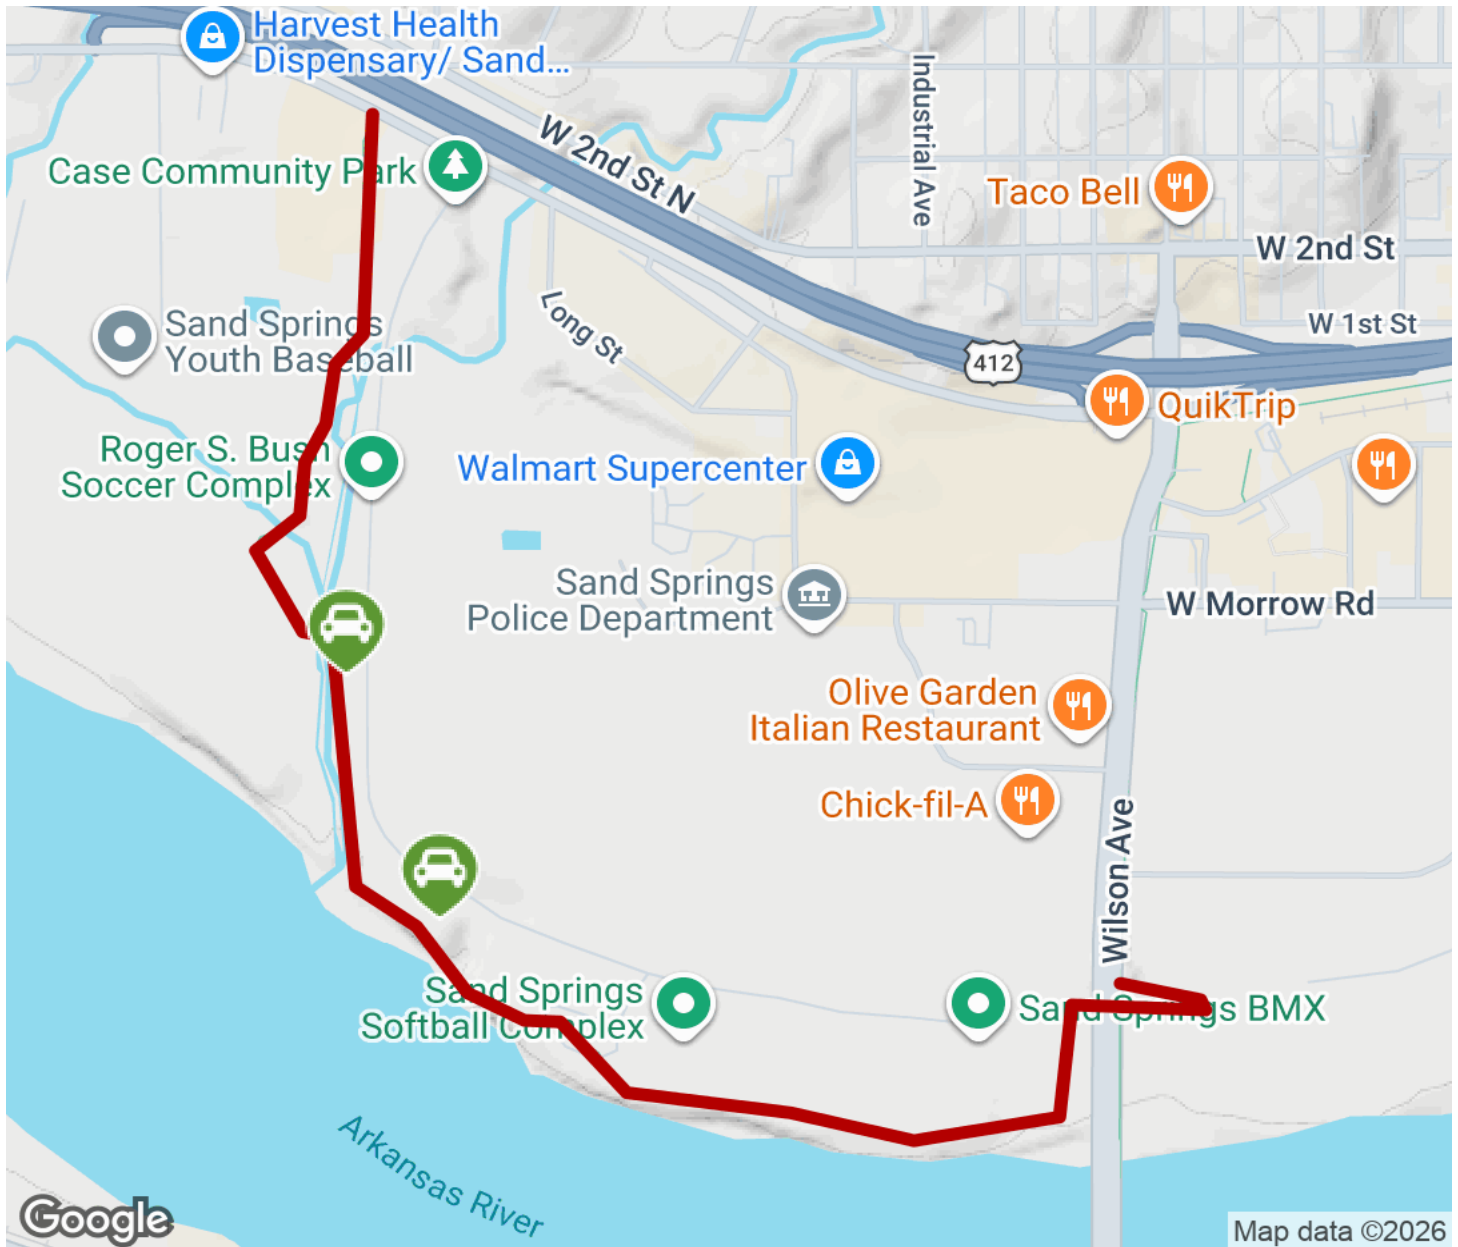 Harvest Health
Dispensary/ Sand...
Industrial Ave
W 2nd St N
Case Community Park
Taco Bell
W 2nd St
Long St
Sand Springs
Youth Baseball
W 1st St
412
QuikTrip
Roger S. Bush
Soccer Complex
Walmart Supercenter
Sand Springs
Police Department
W Morrow Rd
Olive Garden
Italian Restaurant
Chick-fil-A
Wilson Ave
Sand Springs
Softball Complex
Sand Springs BMX
Arkansas River
Google
Map data ©2026